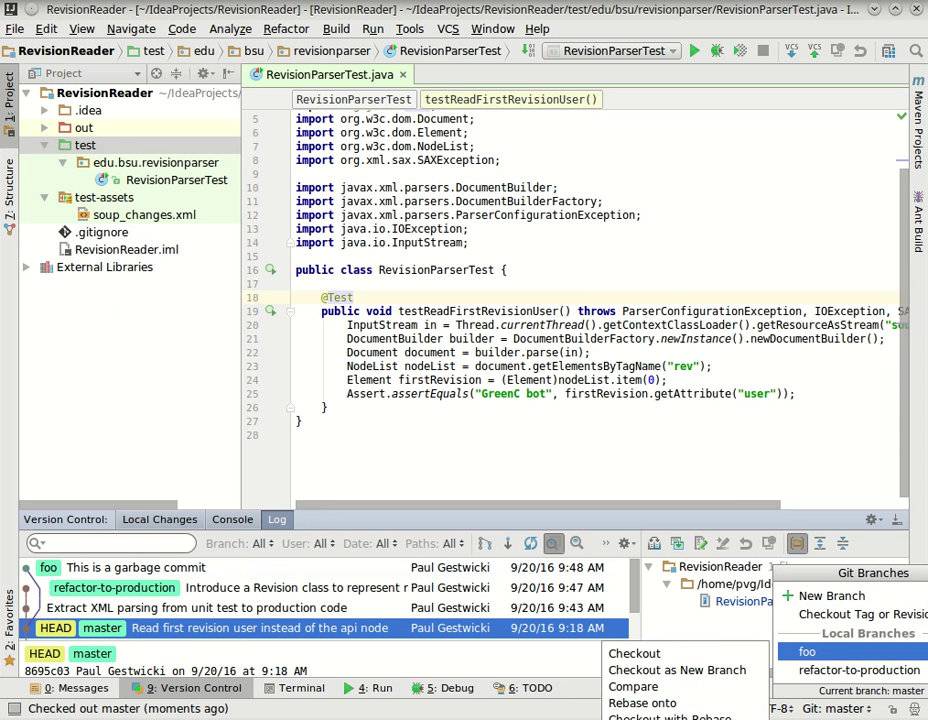 RevisionReader - [~/IdeaProjects/RevisionReader] - [RevisionReader] - ~/IdeaProjects/RevisionReader/test/edu/bsu/revisionparser/RevisionParserTest.java - I...
File Edit View Navigate Code Analyze Refactor Build Run Tools VCS Window Help
RevisionReader test edu bsu revisionparser RevisionParserTest RevisionParserTest VCS VCS
Project RevisionParserTest.java
1: Project
7: Structure
2: Favorites
Maven Projects
Ant Build
RevisionReader ~/IdeaProjects/
.idea
out
test
edu.bsu.revisionparser
RevisionParserTest
test-assets
soup_changes.xml
.gitignore
RevisionReader.iml
External Libraries
RevisionParserTest testReadFirstRevisionUser()
5 import org.w3c.dom.Document;
6 import org.w3c.dom.Element;
7 import org.w3c.dom.NodeList;
8 import org.xml.sax.SAXException;
9
10 import javax.xml.parsers.DocumentBuilder;
11 import javax.xml.parsers.DocumentBuilderFactory;
12 import javax.xml.parsers.ParserConfigurationException;
13 import java.io.IOException;
14 import java.io.InputStream;
15
16 public class RevisionParserTest {
17
18 @Test
19 public void testReadFirstRevisionUser() throws ParserConfigurationException, IOException, SA
20 InputStream in = Thread.currentThread().getContextClassLoader().getResourceAsStream("sou
21 DocumentBuilder builder = DocumentBuilderFactory.newInstance().newDocumentBuilder();
22 Document document = builder.parse(in);
23 NodeList nodeList = document.getElementsByTagName("rev");
24 Element firstRevision = (Element)nodeList.item(0);
25 Assert.assertEquals("GreenC bot", firstRevision.getAttribute("user"));
26 }
27 }
28
Version Control: Local Changes Console Log
Branch: All User: All Date: All Paths: All
foo This is a garbage commit Paul Gestwicki 9/20/16 9:48 AM
refactor-to-production Introduce a Revision class to represent r Paul Gestwicki 9/20/16 9:47 AM
Extract XML parsing from unit test to production code Paul Gestwicki 9/20/16 9:43 AM
HEAD master Read first revision user instead of the api node Paul Gestwicki 9/20/16 9:18 AM
HEAD master
8695c03 Paul Gestwicki on 9/20/16 at 9:18 AM
RevisionReader
/home/pvg/Id
RevisionPa
Git Branches
New Branch
Checkout Tag or Revisio
Local Branches
foo
refactor-to-production
Current branch: master
Checkout
Checkout as New Branch
Compare
Rebase onto
Checkout with Rebase
0: Messages 9: Version Control Terminal 4: Run 5: Debug 6: TODO
Checked out master (moments ago) TF-8 Git: master